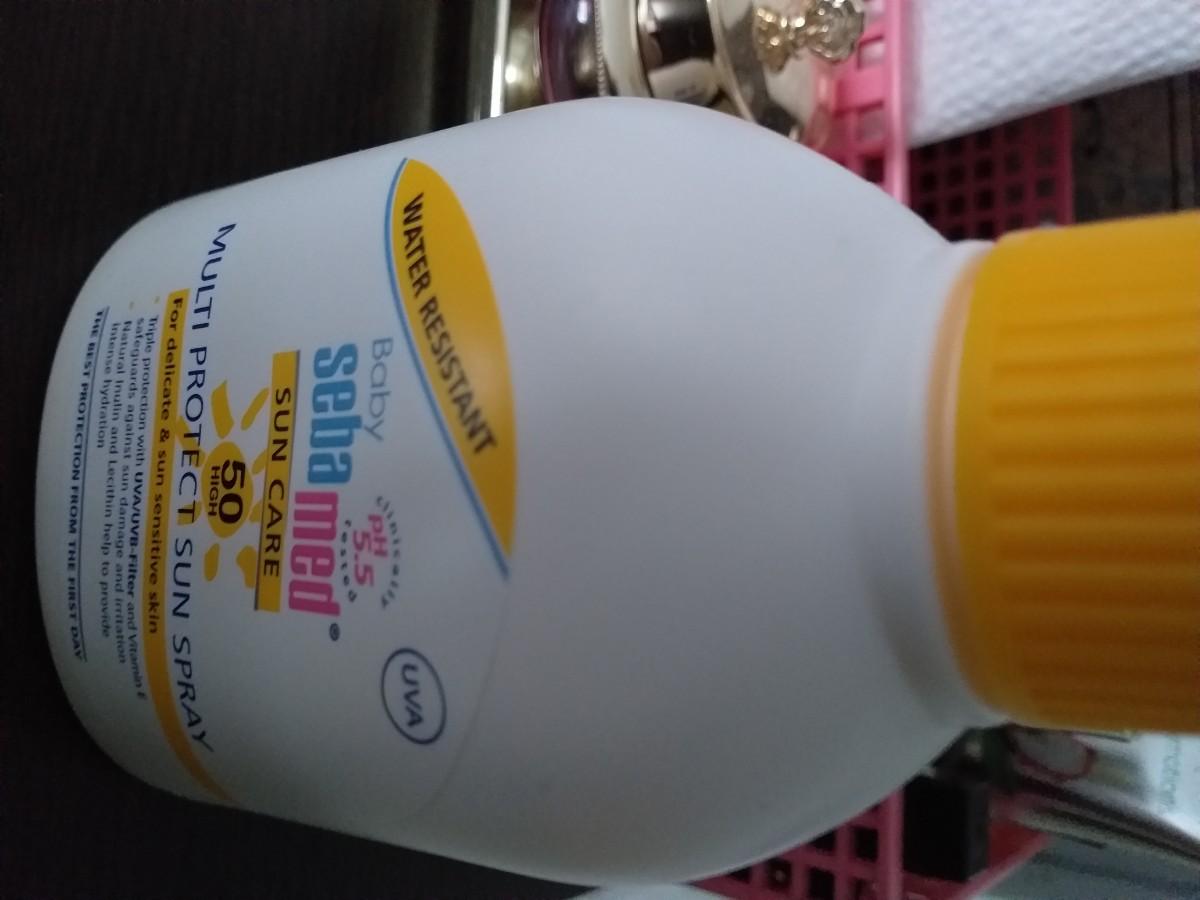 WATER RESISTANT
Baby
sebamed®
clinically
pH
5.5
tested
UVA
SUN CARE
50
HIGH
MULTI PROTECT SUN SPRAY
For delicate & sun sensitive skin
• Triple protection with UVA/UVB-Filter and Vitamin E
safeguards against sun damage and irritation
• Natural Inulin and Lecithin help to provide
intense hydration
THE BEST PROTECTION FROM THE FIRST DAY